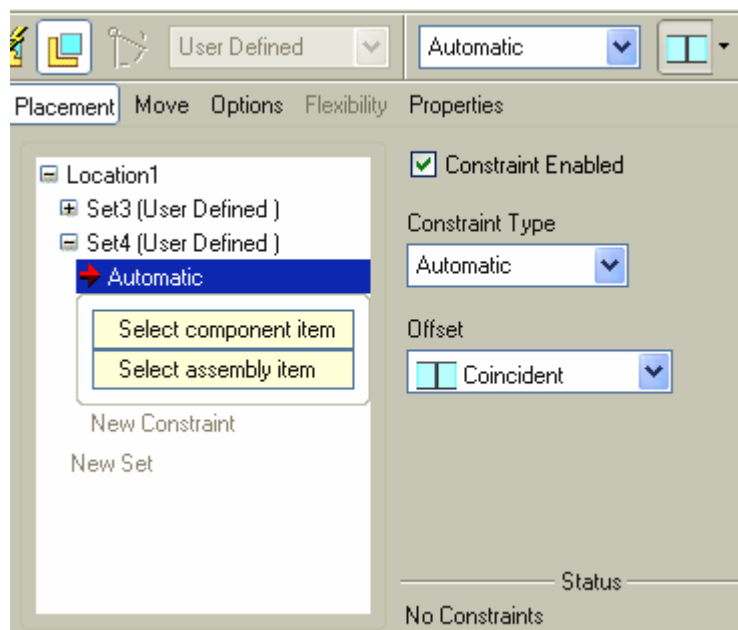 User Defined Automatic
Placement Move Options Flexibility Properties
Location1
Set3 (User Defined )
Set4 (User Defined )
Automatic
Select component item
Select assembly item
New Constraint
New Set
Constraint Enabled
Constraint Type
Automatic
Offset
Coincident
Status
No Constraints